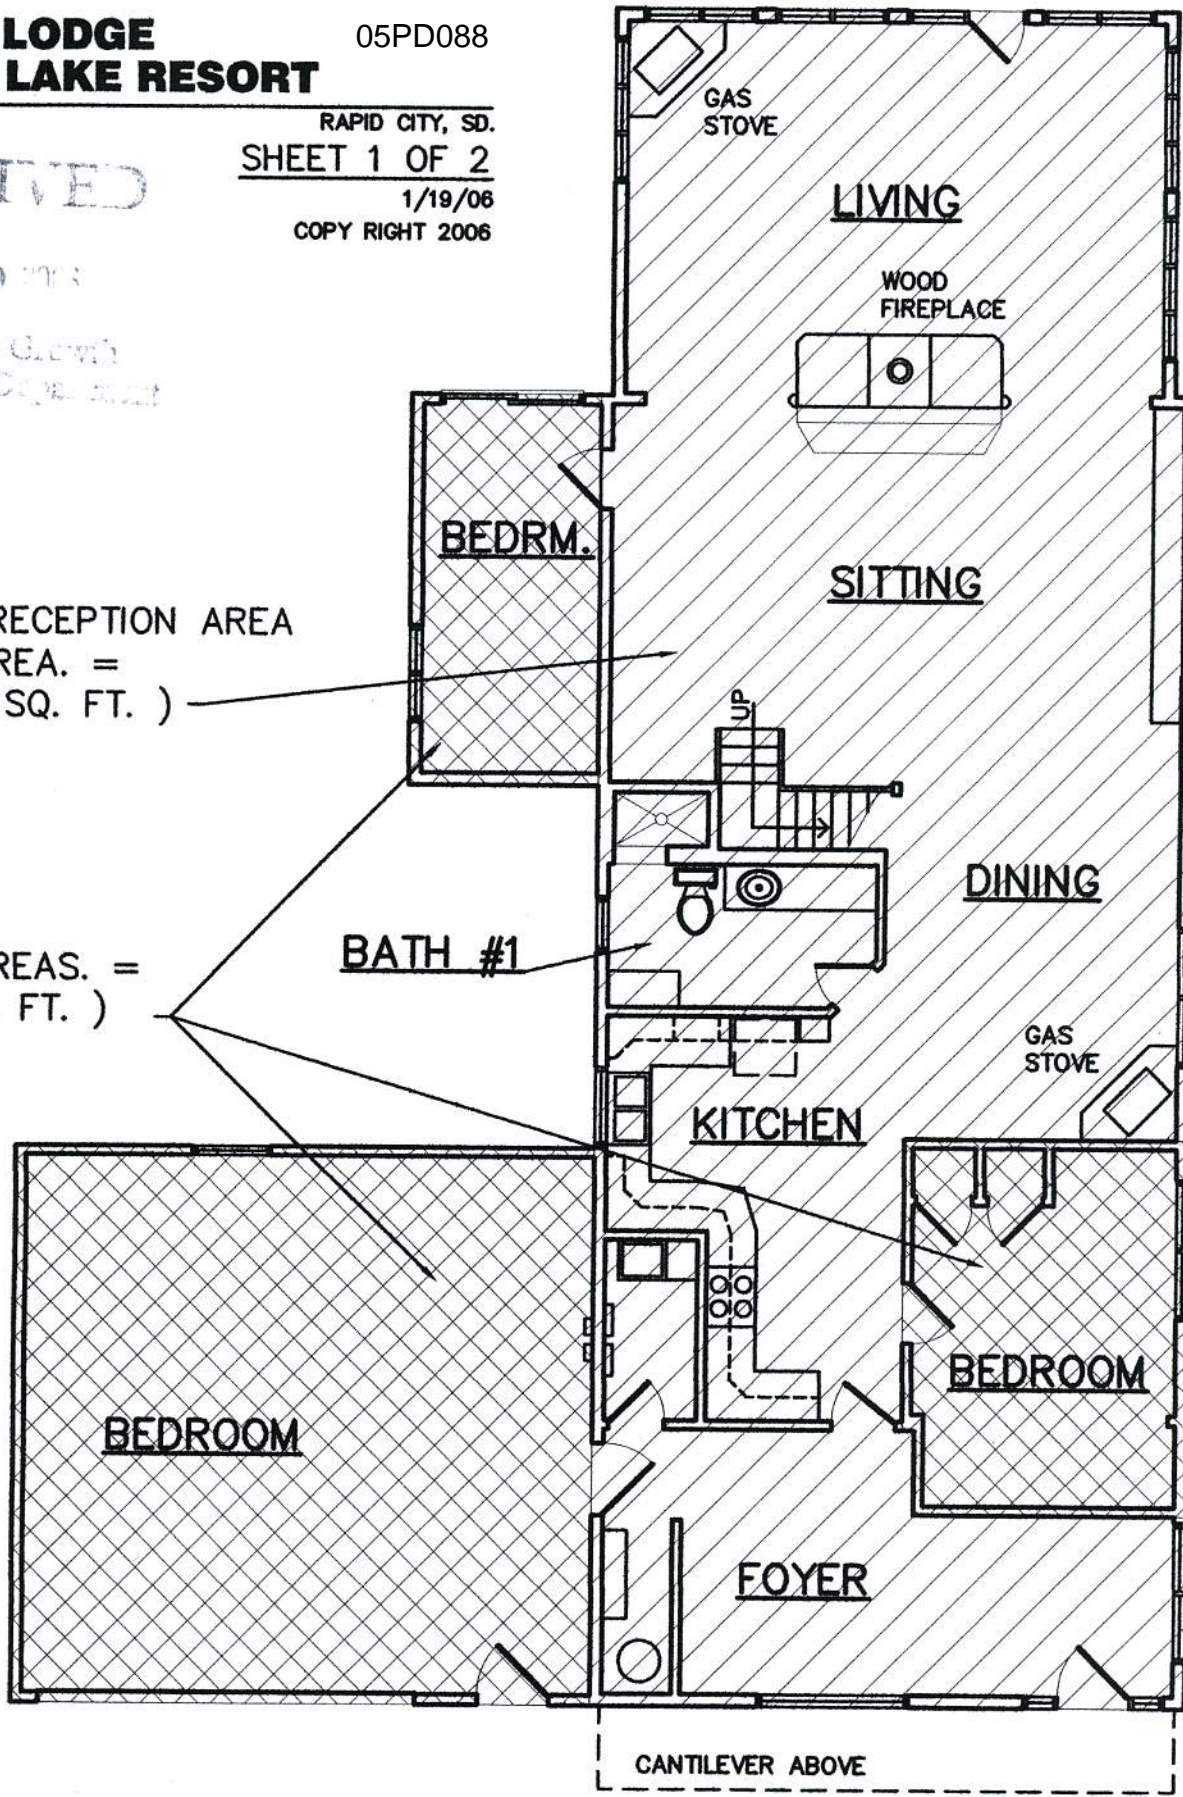 LODGE
05PD088
LAKE RESORT
RAPID CITY, SD.
SHEET 1 OF 2
1/19/06
COPY RIGHT 2006
GAS
STOVE
LIVING
WOOD
FIREPLACE
BEDRM.
SITTING
RECEPTION AREA
REA. =
SQ. FT. )
UP
DINING
BATH #1
REAS. =
FT. )
GAS
STOVE
KITCHEN
BEDROOM
BEDROOM
FOYER
CANTILEVER ABOVE